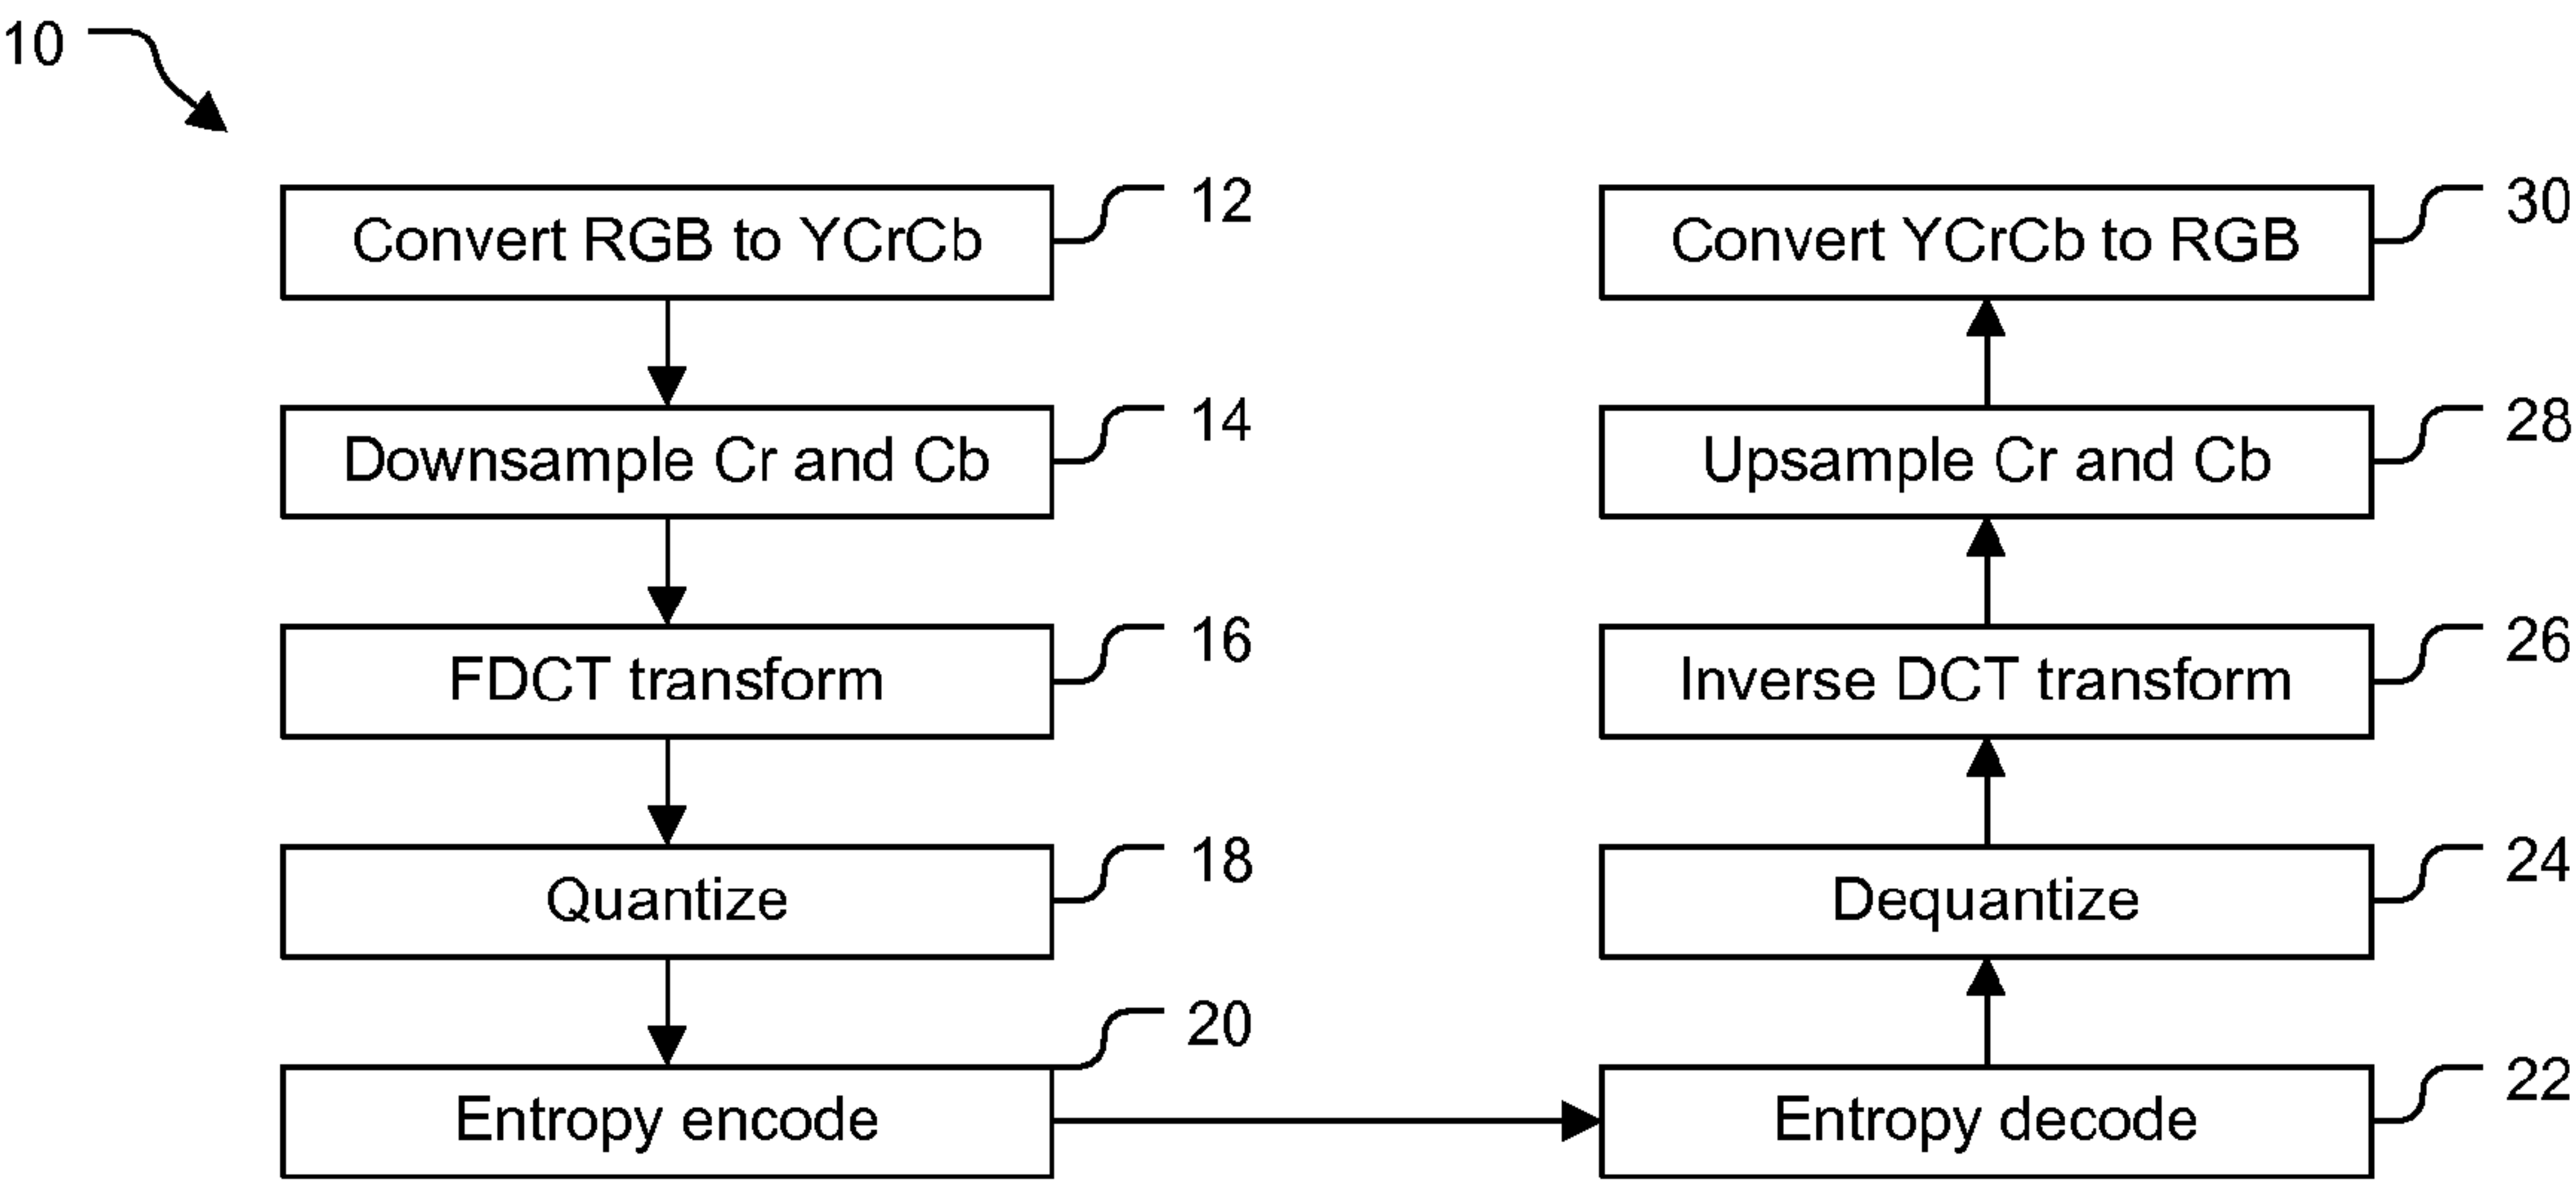 10
Convert RGB to YCrCb
12
Downsample Cr and Cb
14
FDCT transform
16
Quantize
18
Entropy encode
20
Convert YCrCb to RGB
30
Upsample Cr and Cb
28
Inverse DCT transform
26
Dequantize
24
Entropy decode
22